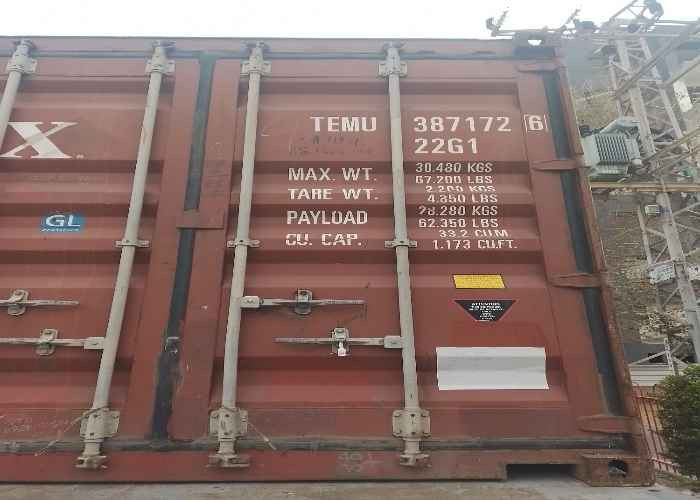 TEMU 387172 6
22G1
MAX. WT. 30.480 KGS
67.200 LBS
TARE WT. 2.200 KGS
4.850 LBS
PAYLOAD 28.280 KGS
62.350 LBS
CU. CAP. 33.2 CU.M.
1.173 CU.FT.
X
GL
ATTENTION